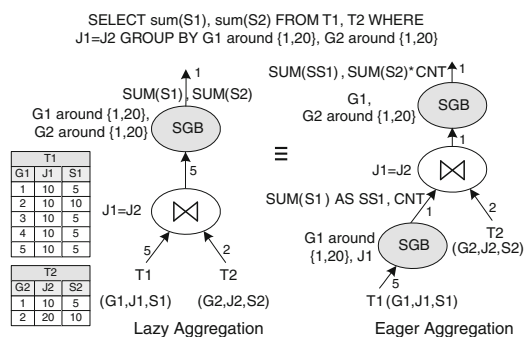 SELECT sum(S1), sum(S2) FROM T1, T2 WHERE
J1=J2 GROUP BY G1 around {1,20}, G2 around {1,20}
1
SUM(S1), SUM(S2)
G1 around {1,20},
G2 around {1,20}
SGB
5
J1=J2
5
2
T1
T2
(G1,J1,S1)
(G2,J2,S2)
Lazy Aggregation
T1
G1 J1 S1
1 10 5
2 10 10
3 10 5
4 10 5
5 10 5
T2
G2 J2 S2
1 10 5
2 20 10
≡
1
SUM(SS1), SUM(S2)*CNT
G1,
G2 around {1,20}
SGB
1
J1=J2
SUM(S1) AS SS1, CNT
1
2
G1 around
{1,20}, J1
SGB
T2
(G2,J2,S2)
5
T1 (G1,J1,S1)
Eager Aggregation